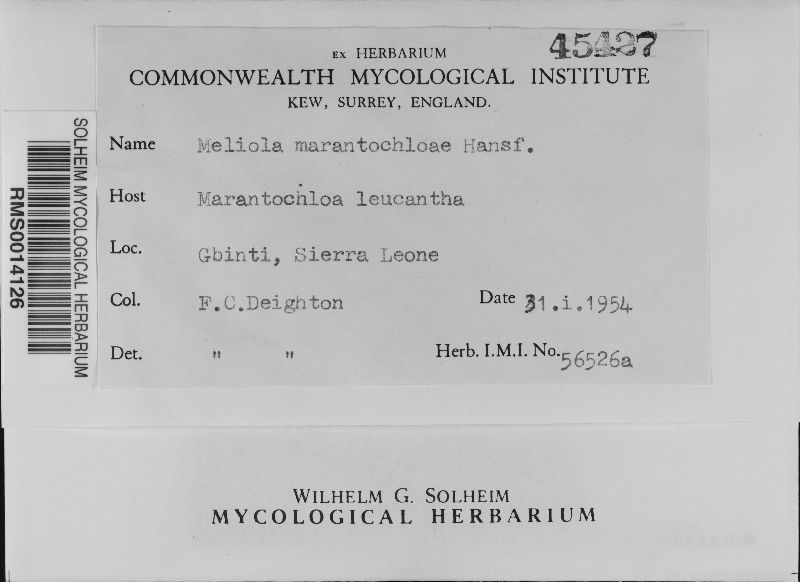 45487
EX HERBARIUM
COMMONWEALTH MYCOLOGICAL INSTITUTE
KEW, SURREY, ENGLAND.
Name Meliola marantochloae Hansf.
Host Marantochloa leucantha
Loc. Gbinti, Sierra Leone
Col. F.C.Deighton Date 31.i.1954
Det. " " Herb. I.M.I. No. 56526a
SOLHEIM MYCOLOGICAL HERBARIUM
RMS0014126
WILHELM G. SOLHEIM
MYCOLOGICAL HERBARIUM